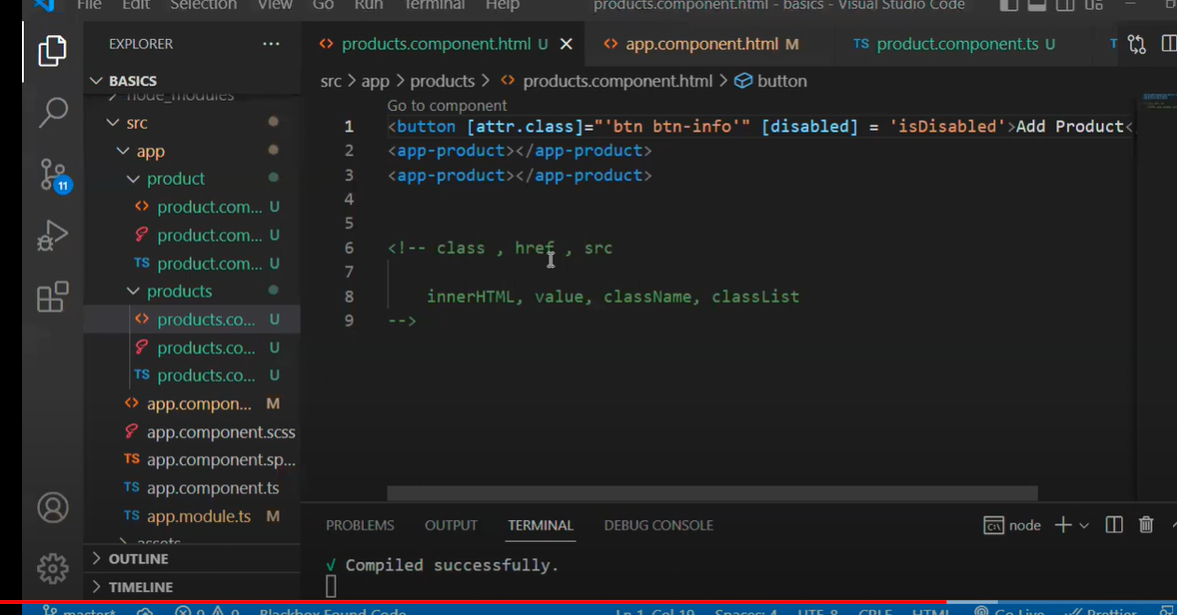 File Edit Selection View Go Run Terminal Help products.component.html - basics - Visual Studio Code
EXPLORER ...
products.component.html U
app.component.html M
TS product.component.ts U
T
BASICS
src > app > products > products.component.html > button
node_modules
src
app
product
product.com... U
product.com... U
TS product.com... U
products
products.co... U
products.co... U
TS products.co... U
app.compon... M
app.component.scss
TS app.component.sp...
TS app.component.ts
TS app.module.ts M
assets
OUTLINE
TIMELINE
11
Go to component
1 <button [attr.class]="'btn btn-info'" [disabled] = 'isDisabled'>Add Product<
2 <app-product></app-product>
3 <app-product></app-product>
4
5
6 <!-- class , href , src
7
8 innerHTML, value, className, classList
9 -->
PROBLEMS OUTPUT TERMINAL DEBUG CONSOLE node
√ Compiled successfully.
master* 0 0 Blackbox Found Code Ln 1, Col 19 Spaces: 4 UTF-8 CRLF HTML Go Live Prettier